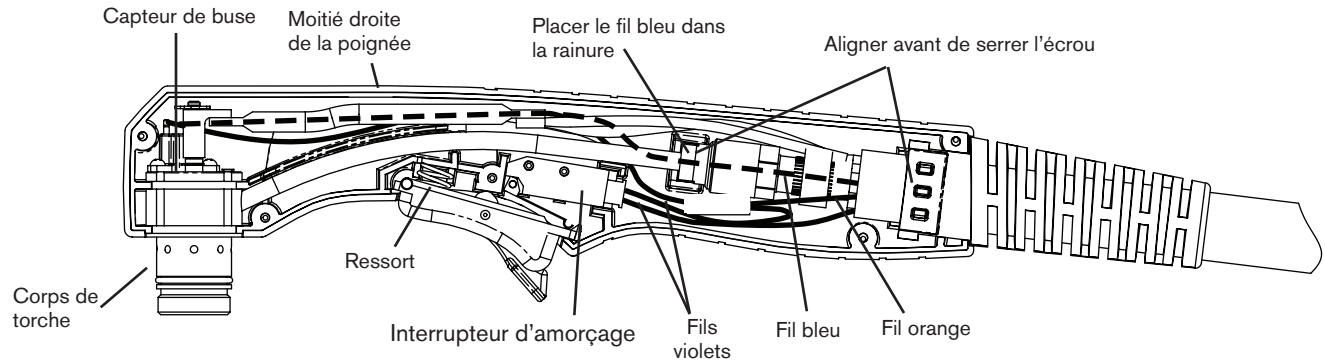 Capteur de buse
Moitié droite
de la poignée
Placer le fil bleu dans
la rainure
Aligner avant de serrer l'écrou
Ressort
Corps de
torche
Interrupteur d'amorçage
Fils
violets
Fil bleu
Fil orange